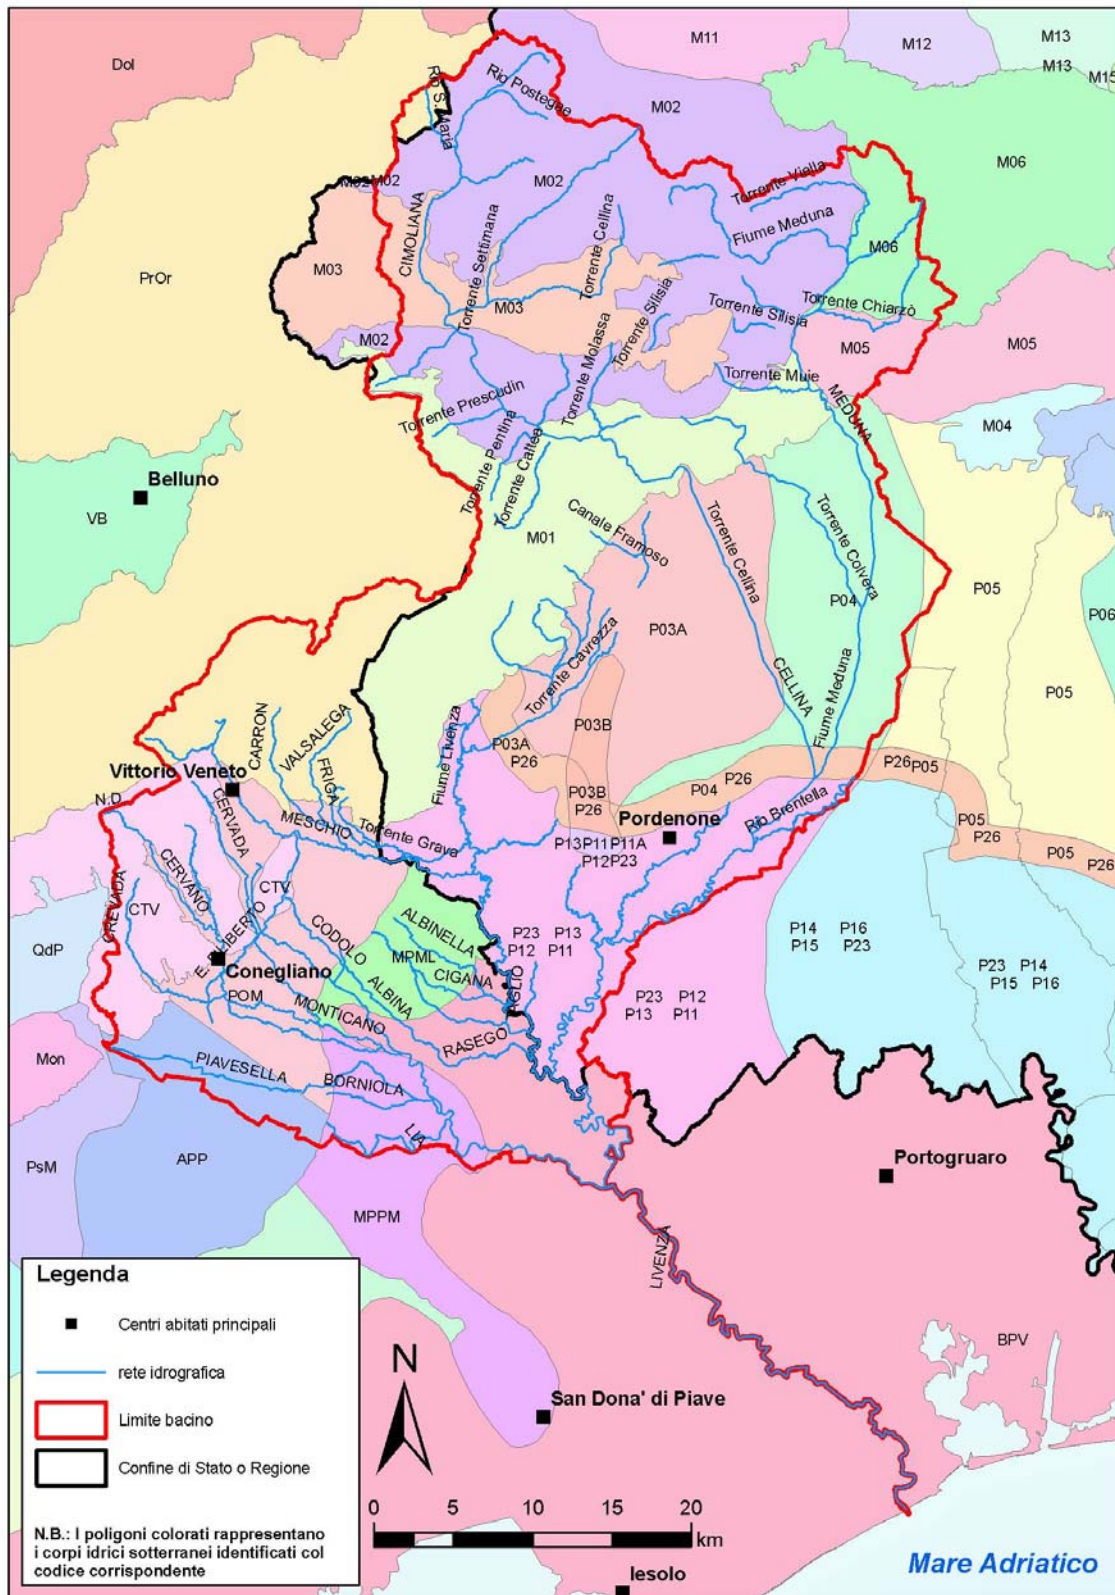 M11
M12
M13
M13
M15
Dol
Rio S. Maria
Rio Postegae
M02
M06
M02
M02
M02
Torrente Viella
CIMOLIANA
Torrente Settimana
Torrente Cellina
Fiume Meduna
M06
PrOr
M03
M03
Torrente Silisia
Torrente Silisia
Torrente Chiarzò
M02
Torrente Molassa
M05
M05
Torrente Muie
Torrente Prescudin
MEDUNA
M04
Torrente Pentina
Torrente Caltea
Belluno
VB
M01
Canale Framoso
Torrente Cellina
Torrente Colvera
P04
P05
P06
P03A
Torrente Cavrezza
CELLINA
Fiume Meduna
P05
CARRON
VALSALEGA
Fiume Livenza
P03B
P03A
P26
P26
P05
Vittorio Veneto
FRIGA
P03B
P26
P04
P26
N.D.
CERVADA
MESCHIO
Torrente Grava
Pordenone
Rio Brentella
P05
P26
P13
P11
P11A
P12
P23
P05
P26
CERVANO
CTV
CREVADA
CTV
E. FILIBERTO
CODOLO
ALBINELLA
MPML
CIGANA
P23
P13
P12
P11
P14
P16
P15
P23
QdP
Conegliano
ALBINA
P23
P14
P15
P16
POM
MONTICANO
RASEGO
P23
P12
P13
P11
Mon
PIAVESELLA
BORNIOLA
LIA
PsM
APP
Portogruaro
MPPM
LIVENZA
Legenda
Centri abitati principali
rete idrografica
Limite bacino
Confine di Stato o Regione
N.B.: I poligoni colorati rappresentano
i corpi idrici sotterranei identificati col
codice corrispondente
N
San Dona' di Piave
BPV
0 5 10 15 20
km
Iesolo
Mare Adriatico